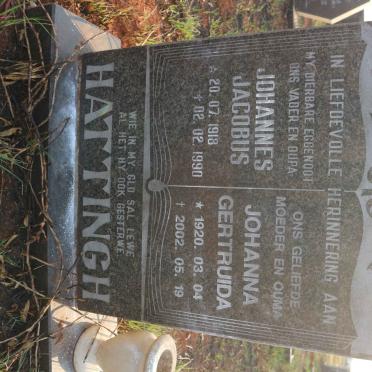 IN LIEFDEVOLLE HERINNERING AAN
MY DIERBARE EGGENOOT
ONS VADER EN OUPA
JOHANNES
JACOBUS
☆ 20. 07. 1918
✝ 12. 02. 1990
ONS GELIEFDE
MOEDER EN OUMA
JOHANNA
GERTRUIDA
★ 1920. 03. 04
✝ 2002. 05. 19
WIE IN MY GLO SAL LEWE
AL HET HY OOK GESTERWE
HATTINGH